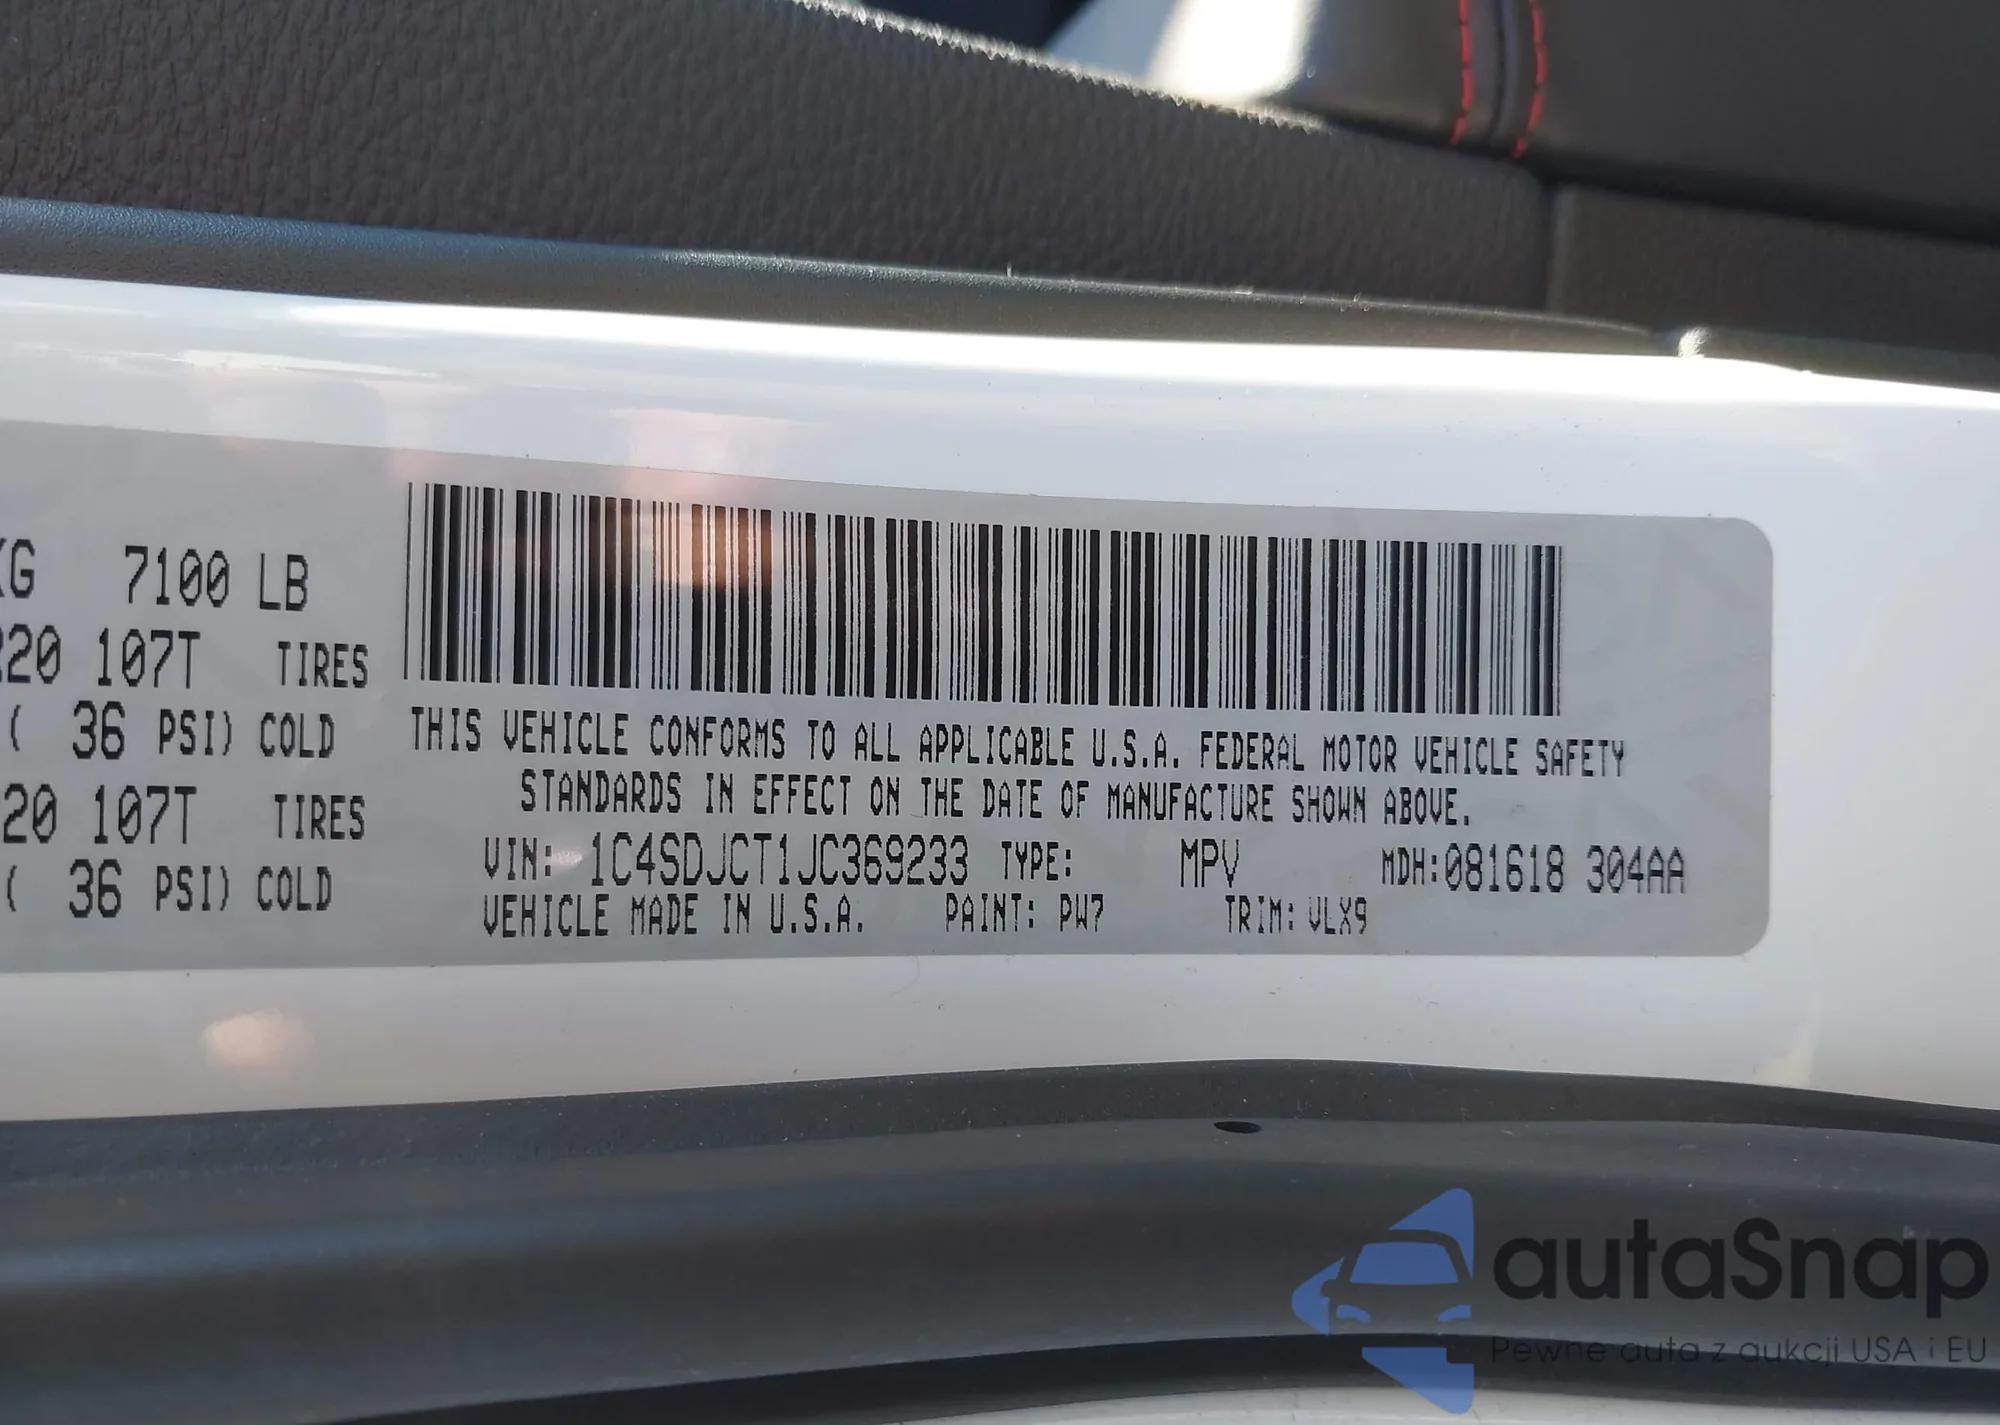 KG 7100 LB
R20 107T TIRES
( 36 PSI) COLD
20 107T TIRES
( 36 PSI) COLD
THIS VEHICLE CONFORMS TO ALL APPLICABLE U.S.A. FEDERAL MOTOR VEHICLE SAFETY
STANDARDS IN EFFECT ON THE DATE OF MANUFACTURE SHOWN ABOVE.
VIN: 1C4SDJCT1JC369233 TYPE: MPV MDH:081618 304AA
VEHICLE MADE IN U.S.A. PAINT: PW7 TRIM: VLX9
autaSnap
Pewne auta z aukcji USA i EU